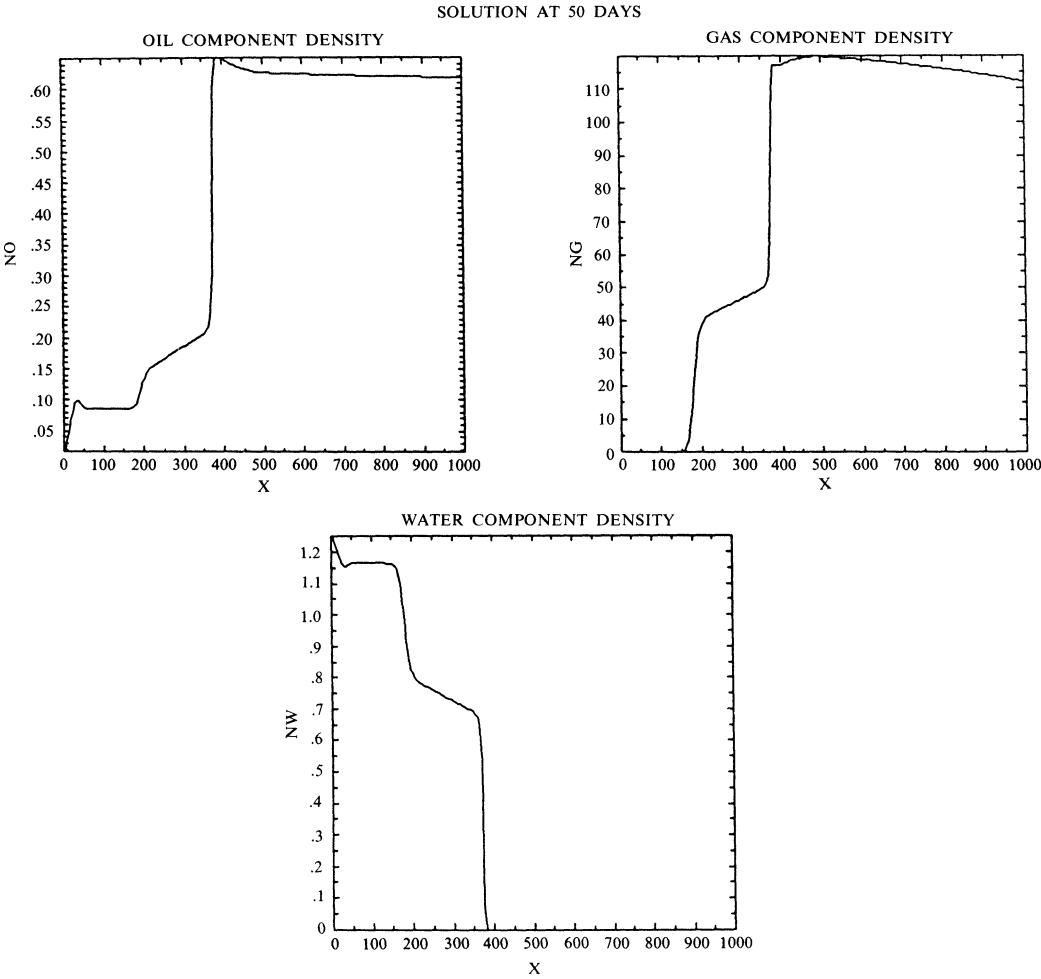 SOLUTION AT 50 DAYS
OIL COMPONENT DENSITY
.60
.55
.50
.45
.40
.35
.30
.25
.20
.15
.10
.05
NO
0 100 200 300 400 500 600 700 800 900 1000
X
GAS COMPONENT DENSITY
110
100
90
80
70
60
50
40
30
20
10
0
NG
0 100 200 300 400 500 600 700 800 900 1000
X
WATER COMPONENT DENSITY
1.2
1.1
1.0
.9
.8
.7
.6
.5
.4
.3
.2
.1
0
NW
0 100 200 300 400 500 600 700 800 900 1000
X